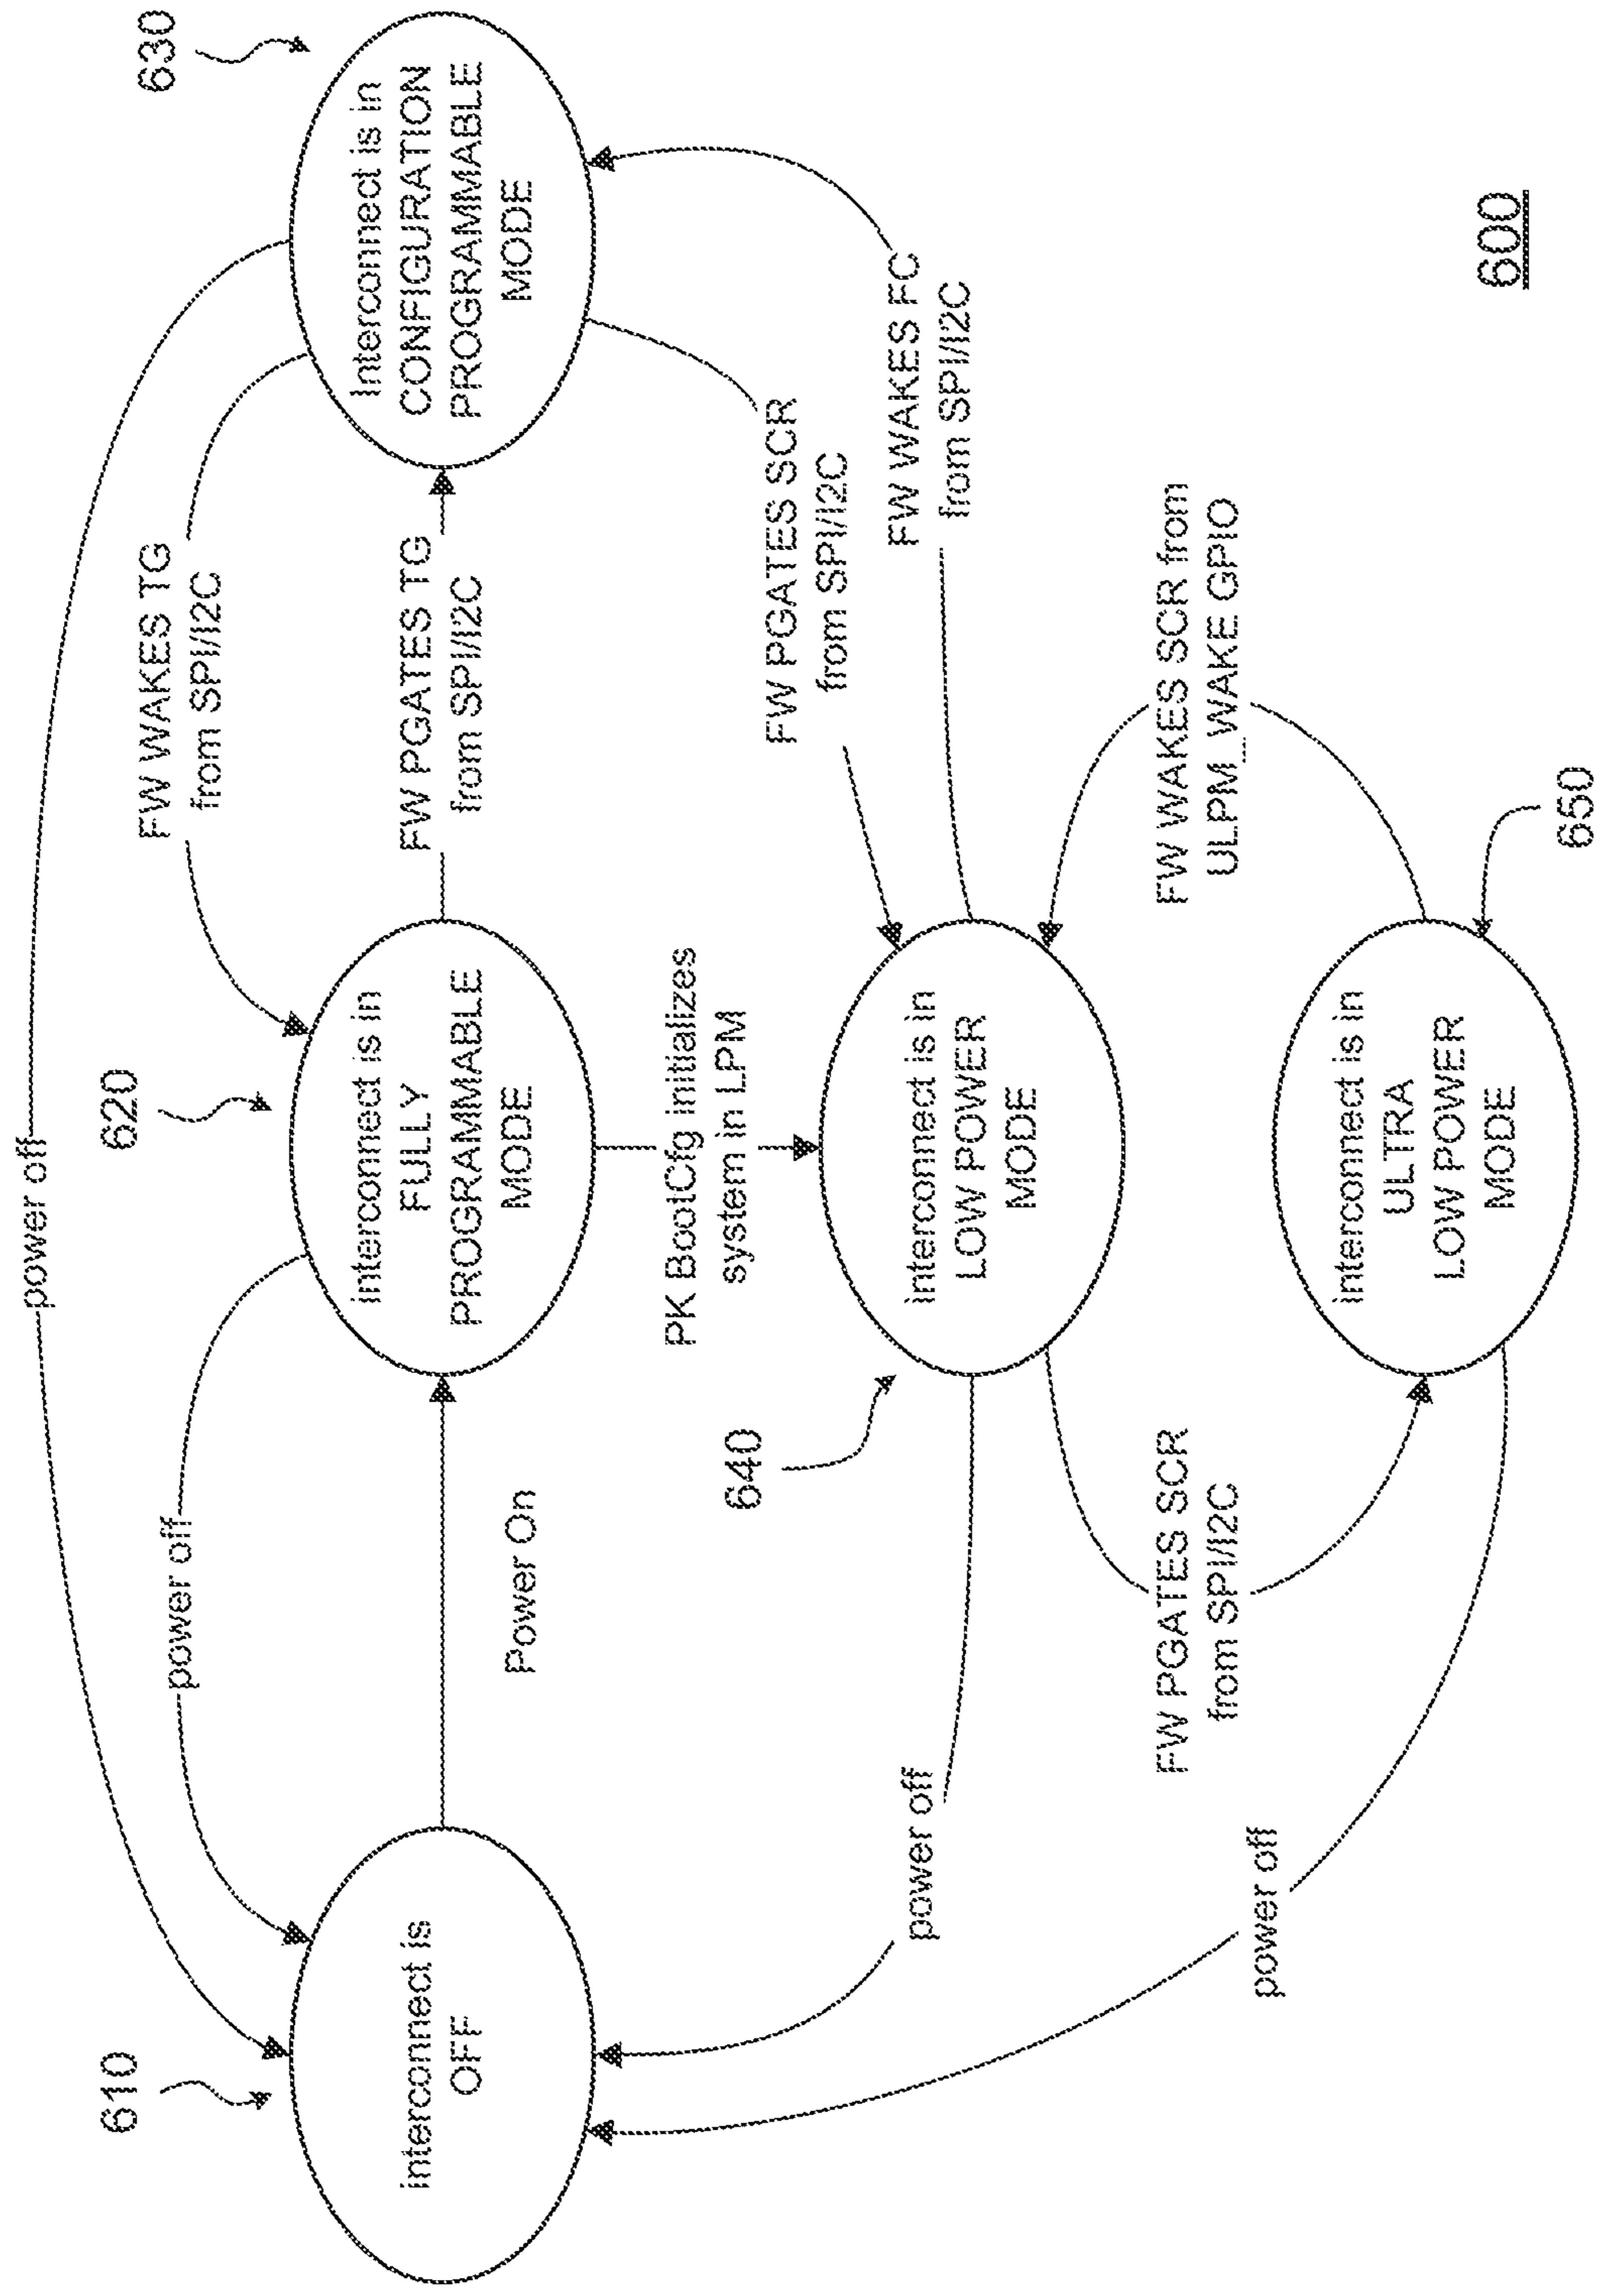 power off
610
620
630
power off
FW WAKES TG
from SPI/I2C
interconnect is
OFF
Power On
interconnect is in
FULLY
PROGRAMMABLE
MODE
FW PGATES TG
from SPI/I2C
Interconnect is in
CONFIGURATION
PROGRAMMABLE
MODE
PK BootCfg initializes
system in LPM
FW PGATES SCR
from SPI/I2C
640
power off
interconnect is in
LOW POWER
MODE
FW WAKES FC
from SPI/I2C
FW PGATES SCR
from SPI/I2C
FW WAKES SCR from
ULPM_WAKE GPIO
power off
interconnect is in
ULTRA
LOW POWER
MODE
650
600